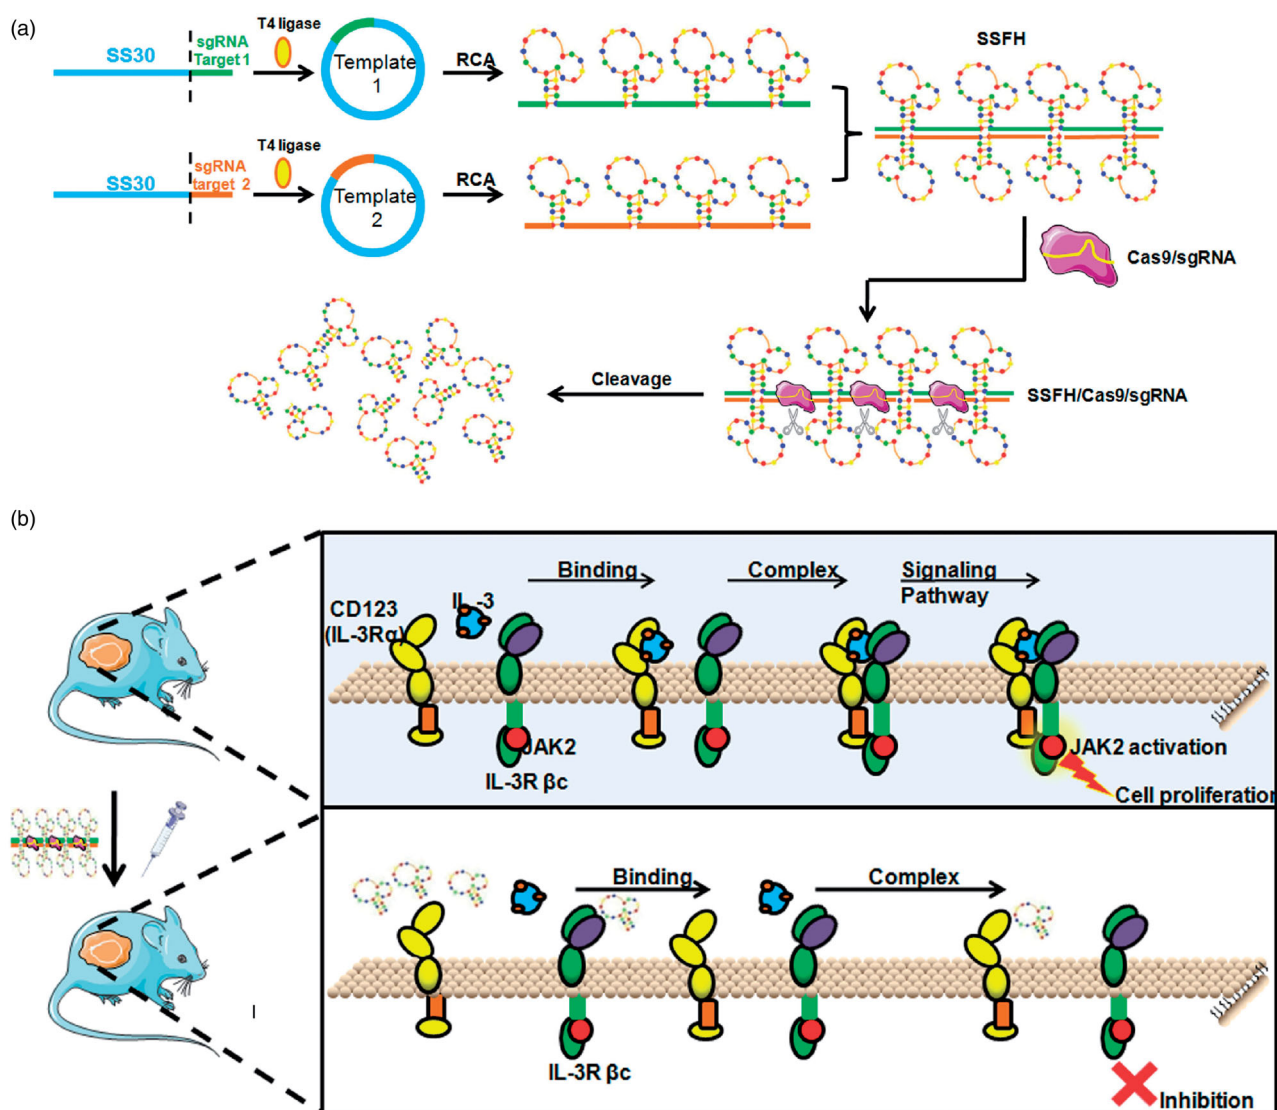 (a)
SS30
sgRNA
Target 1
T4 ligase
Template
1
RCA
SSFH
SS30
sgRNA
target 2
T4 ligase
Template
2
RCA
Cas9/sgRNA
Cleavage
SSFH/Cas9/sgRNA
(b)
Binding
Complex
Signaling
Pathway
CD123
(IL-3Rα)
IL-3
JAK2
IL-3R βc
JAK2 activation
Cell proliferation
Binding
Complex
IL-3R βc
Inhibition